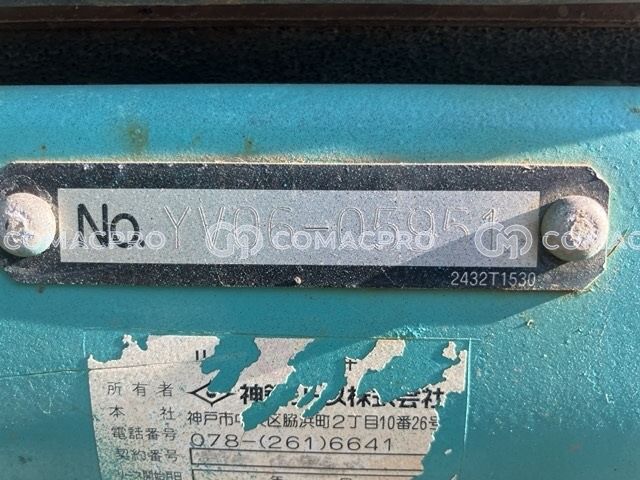 No. YV06-05951
COMACPRO COMACPRO
2432T1530
所有者
本社 神戸市中央区脇浜町2丁目10番26号
電話番号 078-(261)6641
契約番号